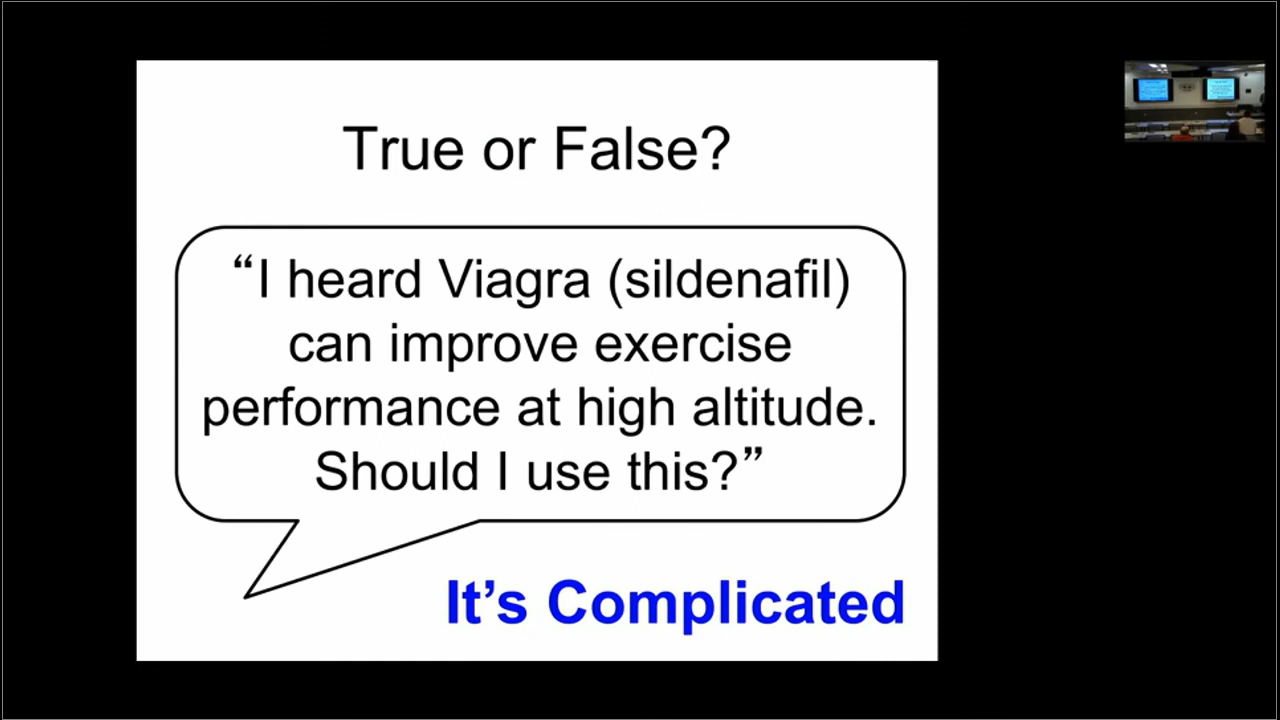 True or False?
“I heard Viagra (sildenafil)
can improve exercise
performance at high altitude.
Should I use this?”
It’s Complicated